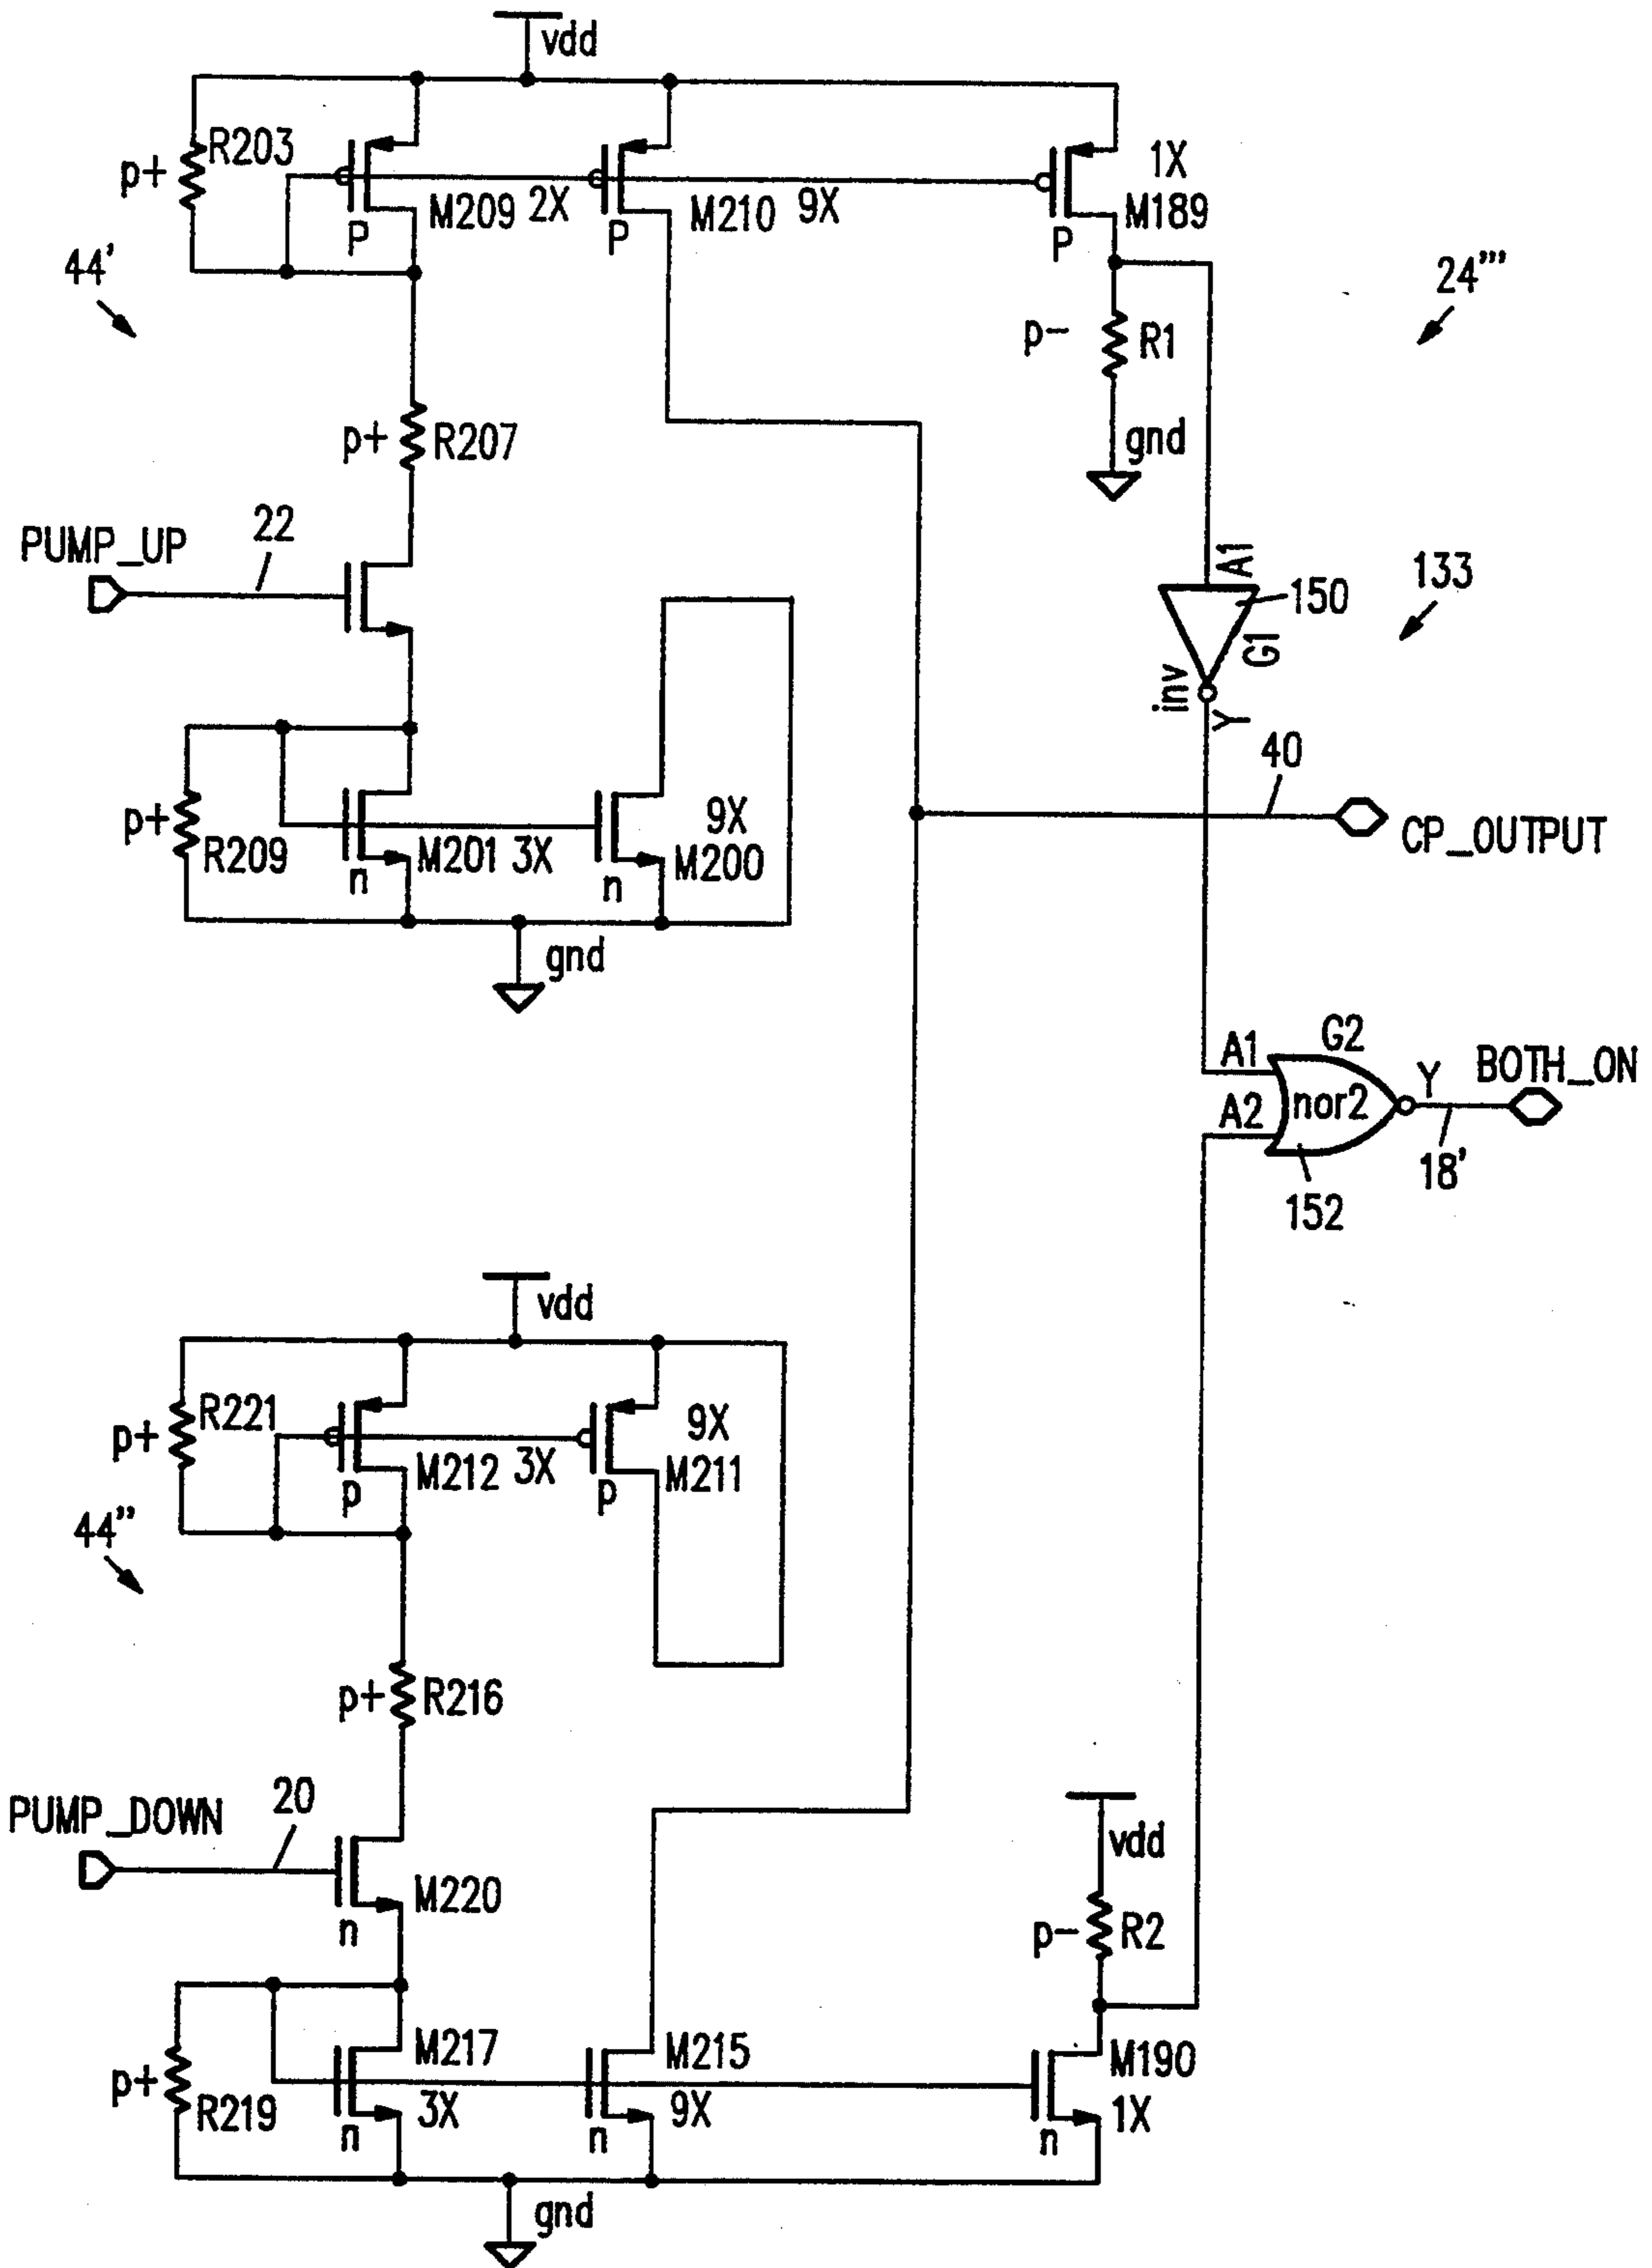 vdd
R203
p+
M209
2X
P
M210
9X
P
1X
M189
P
44'
24'''
p-
R1
gnd
p+
R207
PUMP_UP
22
A1
150
G1
inv
Y
133
40
CP_OUTPUT
p+
R209
M201
3X
n
9X
M200
n
gnd
A1
G2
nor2
Y
BOTH_ON
A2
18'
152
vdd
R221
p+
M212
3X
p
9X
M211
p
44''
p+
R216
PUMP_DOWN
20
M220
n
vdd
p-
R2
p+
R219
M217
3X
n
M215
9X
n
M190
1X
n
gnd